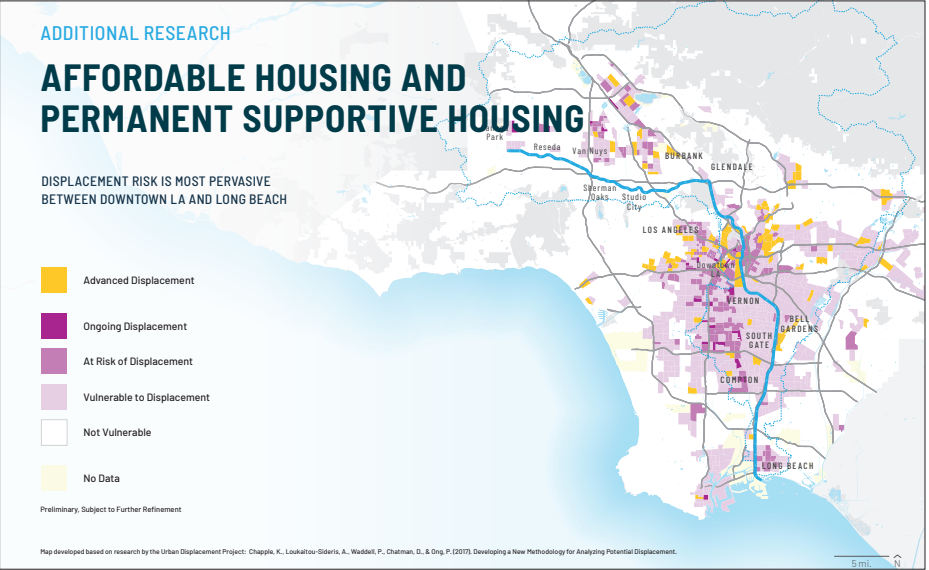 ADDITIONAL RESEARCH
AFFORDABLE HOUSING AND
PERMANENT SUPPORTIVE HOUSING
DISPLACEMENT RISK IS MOST PERVASIVE
BETWEEN DOWNTOWN LA AND LONG BEACH
Advanced Displacement
Ongoing Displacement
At Risk of Displacement
Vulnerable to Displacement
Not Vulnerable
No Data
Preliminary, Subject to Further Refinement
Map developed based on research by the Urban Displacement Project: Chapple, K., Loukaitou-Sideris, A., Waddell, P., Chatman, D., & Ong, P. (2017). Developing a New Methodology for Analyzing Potential Displacement.
Park
Reseda
Van Nuys
BURBANK
GLENDALE
Sherman
Oaks
Studio
City
LOS ANGELES
Downtown
LA
VERNON
BELL
GARDENS
SOUTH
GATE
COMPTON
LONG BEACH
5 mi.
N